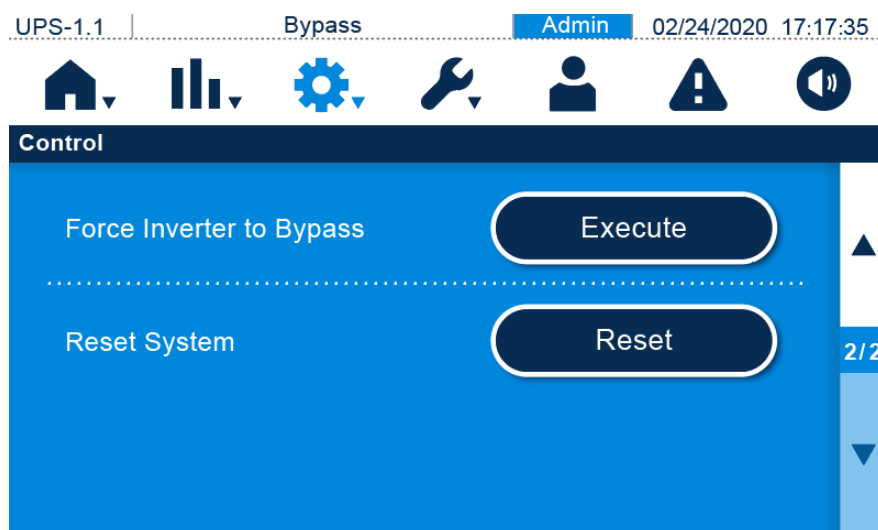 UPS-1.1 Bypass Admin 02/24/2020 17:17:35
Control
Force Inverter to Bypass Execute
Reset System Reset
2/2